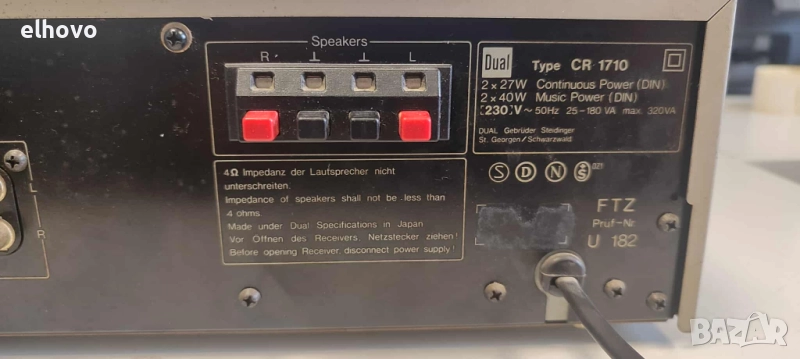 elhovo
Speakers
R ⊥ ⊥ L
Dual Type CR 1710
2 x 27W Continuous Power (DIN)
2 x 40W Music Power (DIN)
230 V ~ 50Hz 25-180 VA max. 320VA
DUAL Gebrüder Steidinger
St. Georgen/Schwarzwald
S D N S 021
4Ω Impedanz der Lautsprecher nicht
unterschreiten.
Impedance of speakers shall not be less than
4 ohms.
Made under Dual Specifications in Japan
Vor Öffnen des Receivers, Netzstecker ziehen!
Before opening Receiver disconnect power supply!
FTZ
Prüf-Nr.
U 182
L
R
BAZAR
.bg